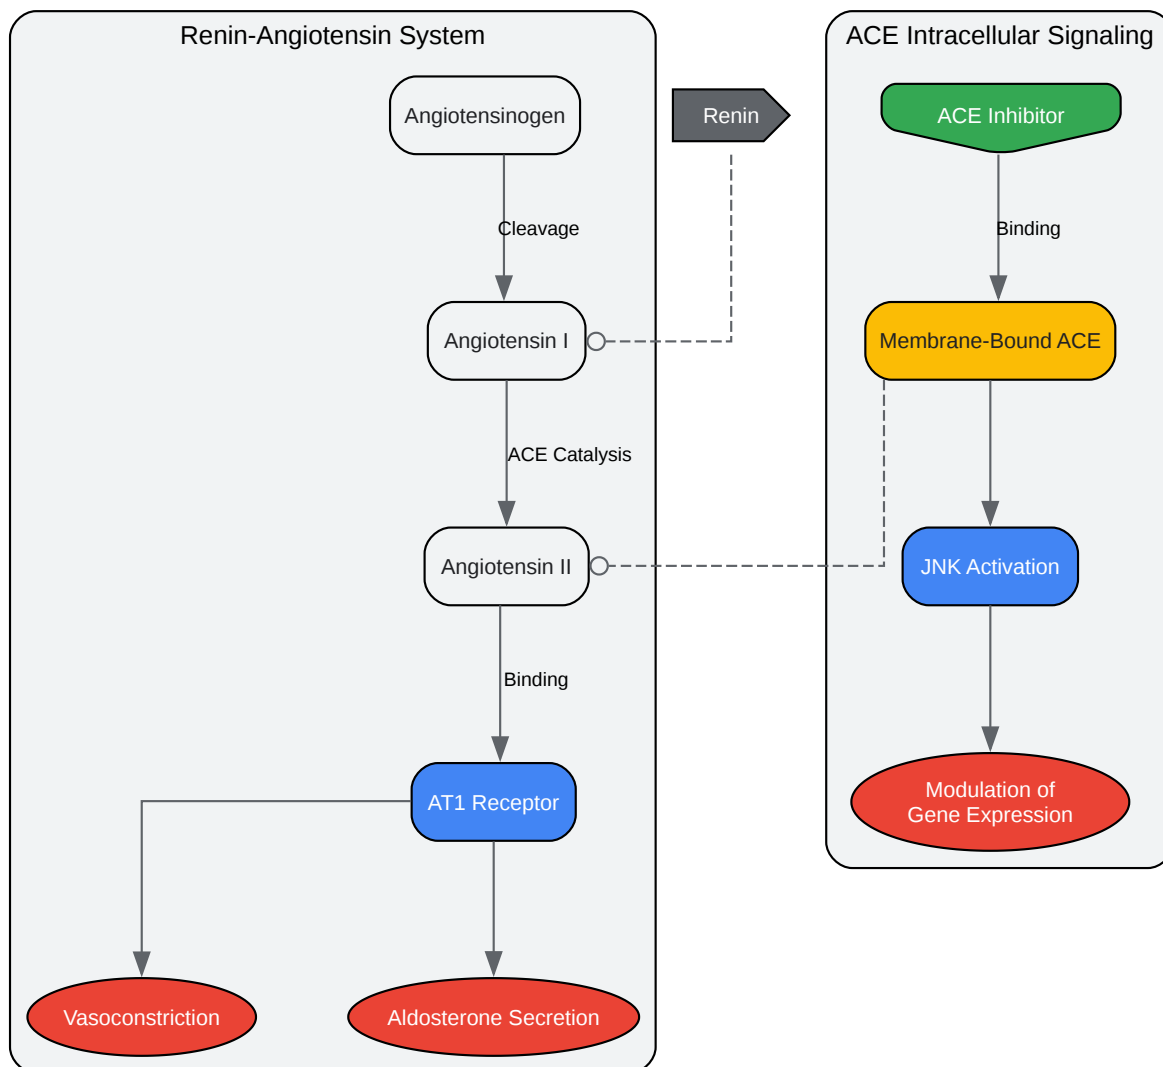 Renin-Angiotensin System
Angiotensinogen
Cleavage
Angiotensin I
ACE Catalysis
Angiotensin II
Binding
AT1 Receptor
Vasoconstriction
Aldosterone Secretion
Renin
ACE Intracellular Signaling
ACE Inhibitor
Binding
Membrane-Bound ACE
JNK Activation
Modulation of
Gene Expression